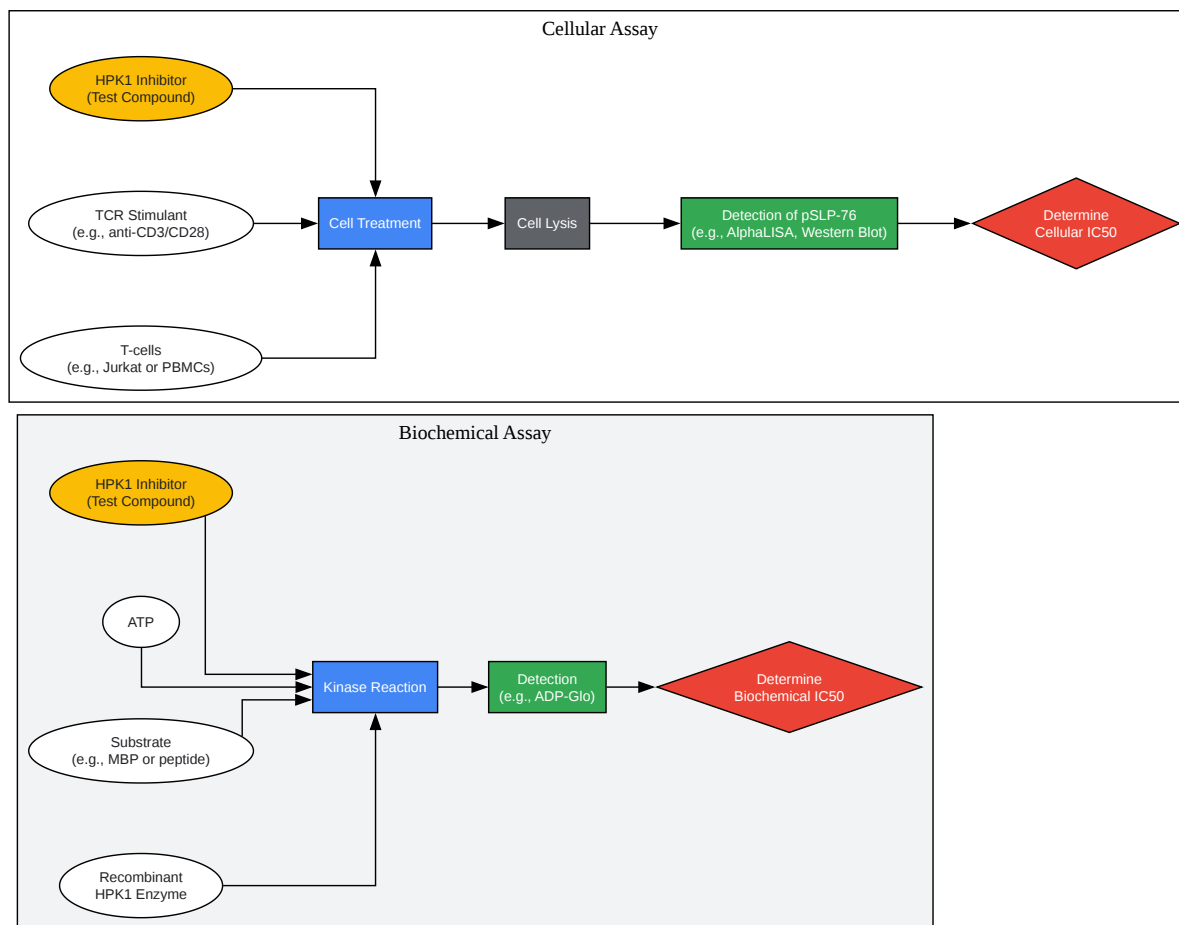 Cellular Assay
HPK1 Inhibitor
(Test Compound)
TCR Stimulant
(e.g., anti-CD3/CD28)
Cell Treatment
Cell Lysis
Detection of pSLP-76
(e.g., AlphaLISA, Western Blot)
Determine
Cellular IC50
T-cells
(e.g., Jurkat or PBMCs)
Biochemical Assay
HPK1 Inhibitor
(Test Compound)
ATP
Kinase Reaction
Detection
(e.g., ADP-Glo)
Determine
Biochemical IC50
Substrate
(e.g., MBP or peptide)
Recombinant
HPK1 Enzyme